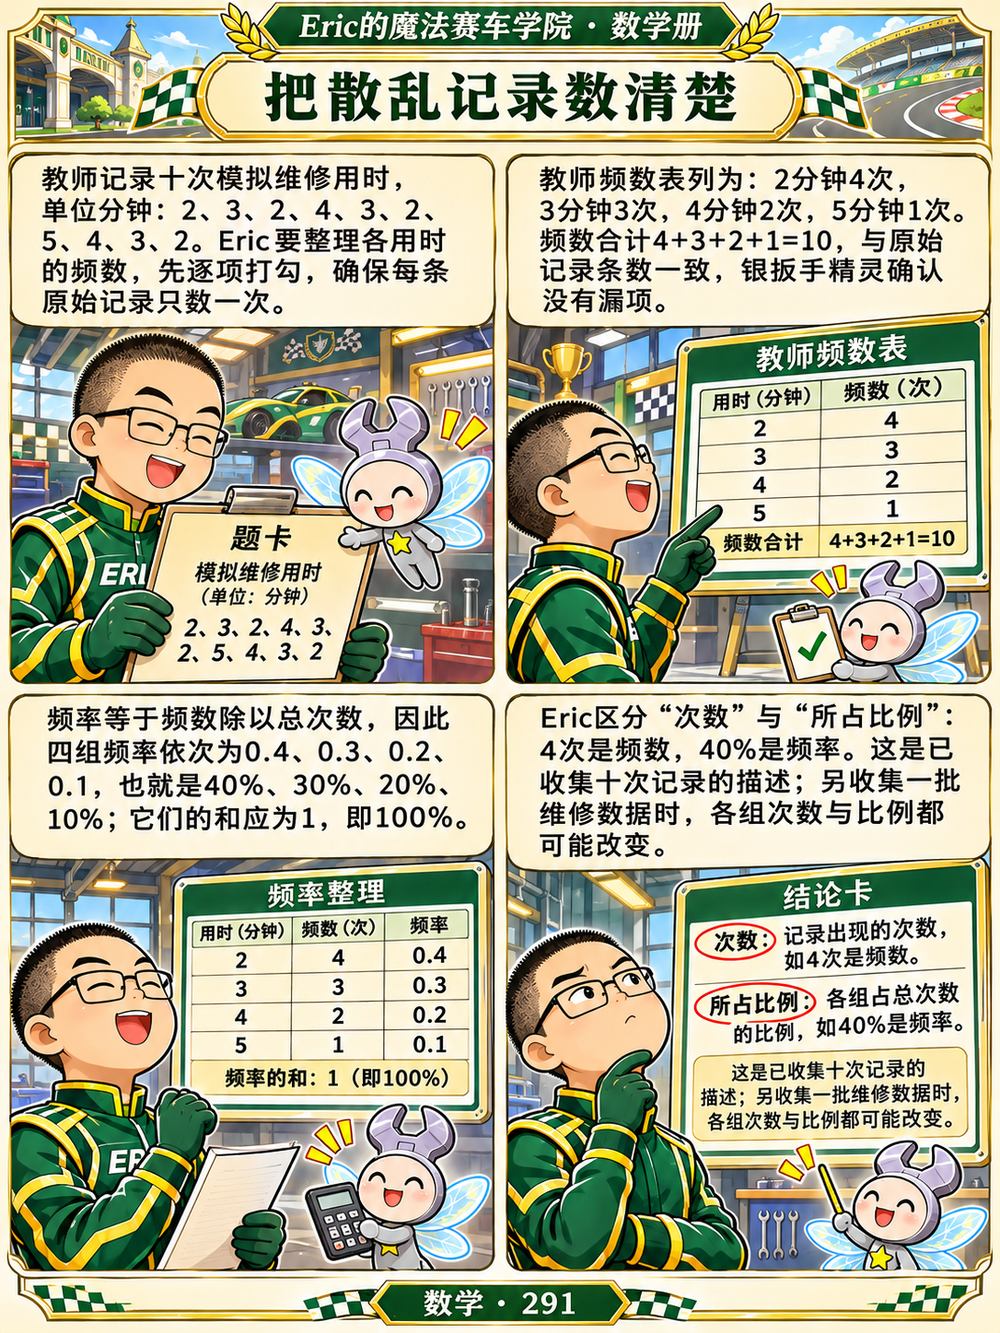 Eric的魔法赛车学院 · 数学册
把散乱记录数清楚
教师记录十次模拟维修用时，
单位分钟：2、3、2、4、3、2、
5、4、3、2。Eric要整理各用时
的频数，先逐项打勾，确保每条
原始记录只数一次。
ERI
题卡
模拟维修用时
（单位：分钟）
2、3、2、4、3、
2、5、4、3、2
教师频数表列为：2分钟4次，
3分钟3次，4分钟2次，5分钟1次。
频数合计4+3+2+1=10，与原始
记录条数一致，银扳手精灵确认
没有漏项。
教师频数表
用时（分钟） 频数（次）
2 4
3 3
4 2
5 1
频数合计 4+3+2+1=10
频率等于频数除以总次数，因此
四组频率依次为0.4、0.3、0.2、
0.1，也就是40%、30%、20%、
10%；它们的和应为1，即100%。
频率整理
用时（分钟） 频数（次） 频率
2 4 0.4
3 3 0.3
4 2 0.2
5 1 0.1
频率的和：1（即100%）
ER
Eric区分“次数”与“所占比例”：
4次是频数，40%是频率。这是已
收集十次记录的描述；另收集一批
维修数据时，各组次数与比例都
可能改变。
结论卡
次数：记录出现的次数，
如4次是频数。
所占比例：各组占总次数
的比例，如40%是频率。
这是已收集十次记录的
描述；另收集一批维修数据时，
各组次数与比例都可能改变。
数学 · 291